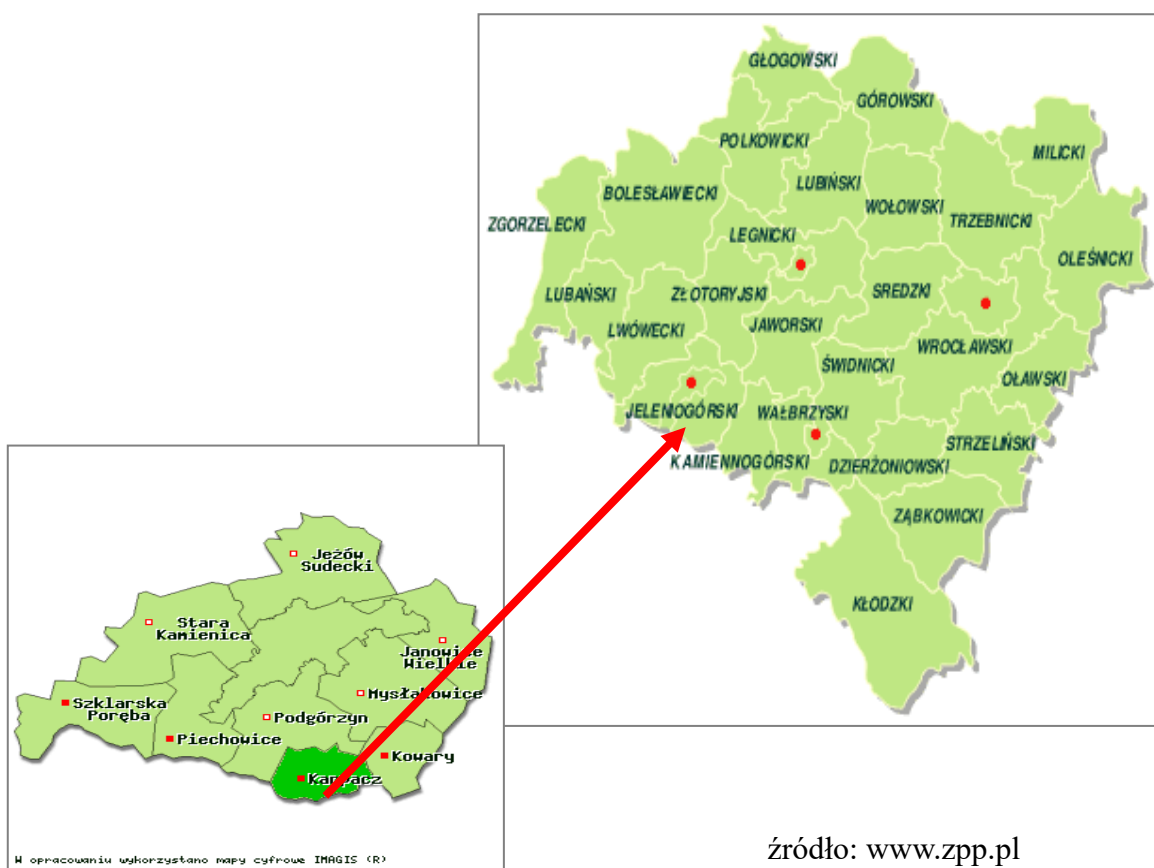 GŁOGOWSKI
GÓROWSKI
POLKOWICKI
MILICKI
LUBIŃSKI
BOLESŁAWIECKI
WOŁOWSKI
TRZEBNICKI
ZGORZELECKI
LEGNICKI
OLEŚNICKI
LUBAŃSKI
ZŁOTORYJSKI
SREDZKI
LWÓWECKI
JAWORSKI
WROCŁAWSKI
ŚWIDNICKI
OŁAWSKI
JELENIOGÓRSKI
WAŁBRZYSKI
STRZELIŃSKI
KAMIENNOGÓRSKI
DZIERŻONIOWSKI
ZĄBKOWICKI
KŁODZKI
Jeżów
Sudecki
Stara
Kamienica
Janowice
Wielkie
Mysłakowice
Szklarska
Poręba
Podgórzyn
Piechowice
Kowary
Karpacz
W opracowaniu wykorzystano mapy cyfrowe IMAGIS (R)
źródło: www.zpp.pl